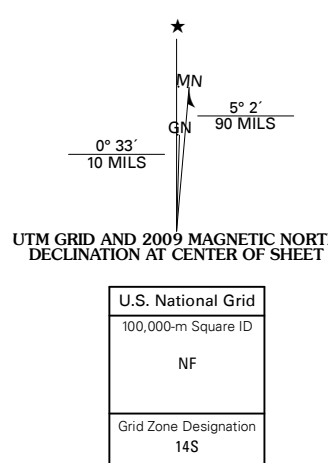 ★
MN
GN
5° 2´
90 MILS
0° 33´
10 MILS
UTM GRID AND 2009 MAGNETIC NORT
DECLINATION AT CENTER OF SHEET
U.S. National Grid
100,000-m Square ID
NF
Grid Zone Designation
14S